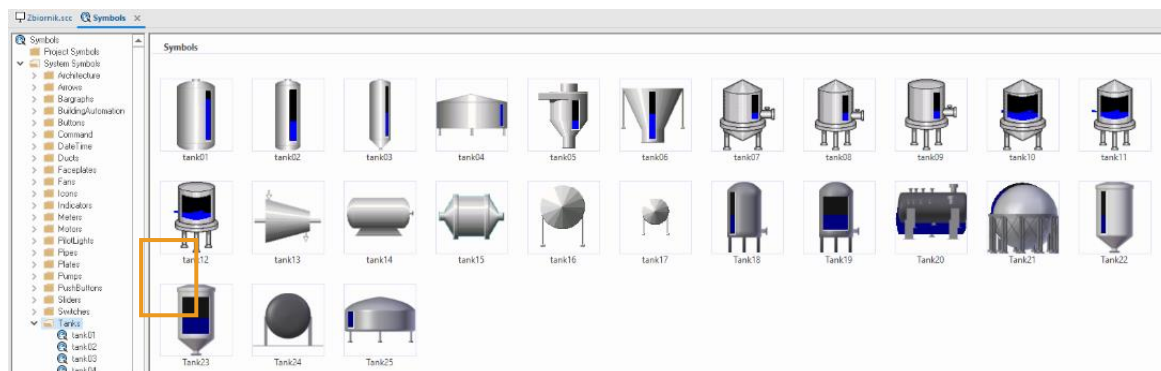 Zbiornik.scc Symbols
Symbols
Project Symbols
System Symbols
Architecture
Arrows
Bargraphs
BuildingAutomation
Buttons
Command
DateTime
Ducts
Faceplates
Fans
Icons
Indicators
Meters
Motors
PilotLights
Pipes
Plates
Pumps
PushButtons
Sliders
Switches
Tanks
tank01
tank02
tank03
tank04
Symbols
tank01 tank02 tank03 tank04 tank05 tank06 tank07 tank08 tank09 tank10 tank11
tank12 tank13 tank14 tank15 tank16 tank17 Tank18 Tank19 Tank20 Tank21 Tank22
Tank23 Tank24 Tank25